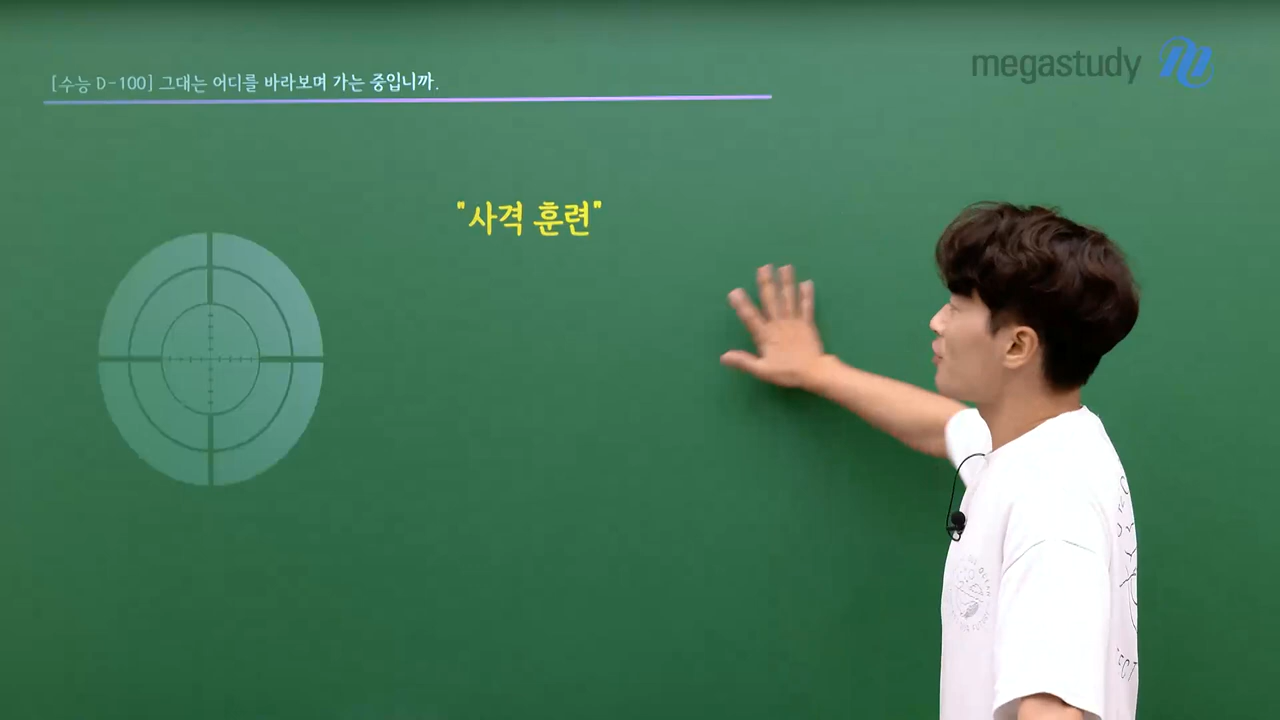 [수능 D-100] 그대는 어디를 바라보며 가는 중입니까.
megastudy
"사격 훈련"